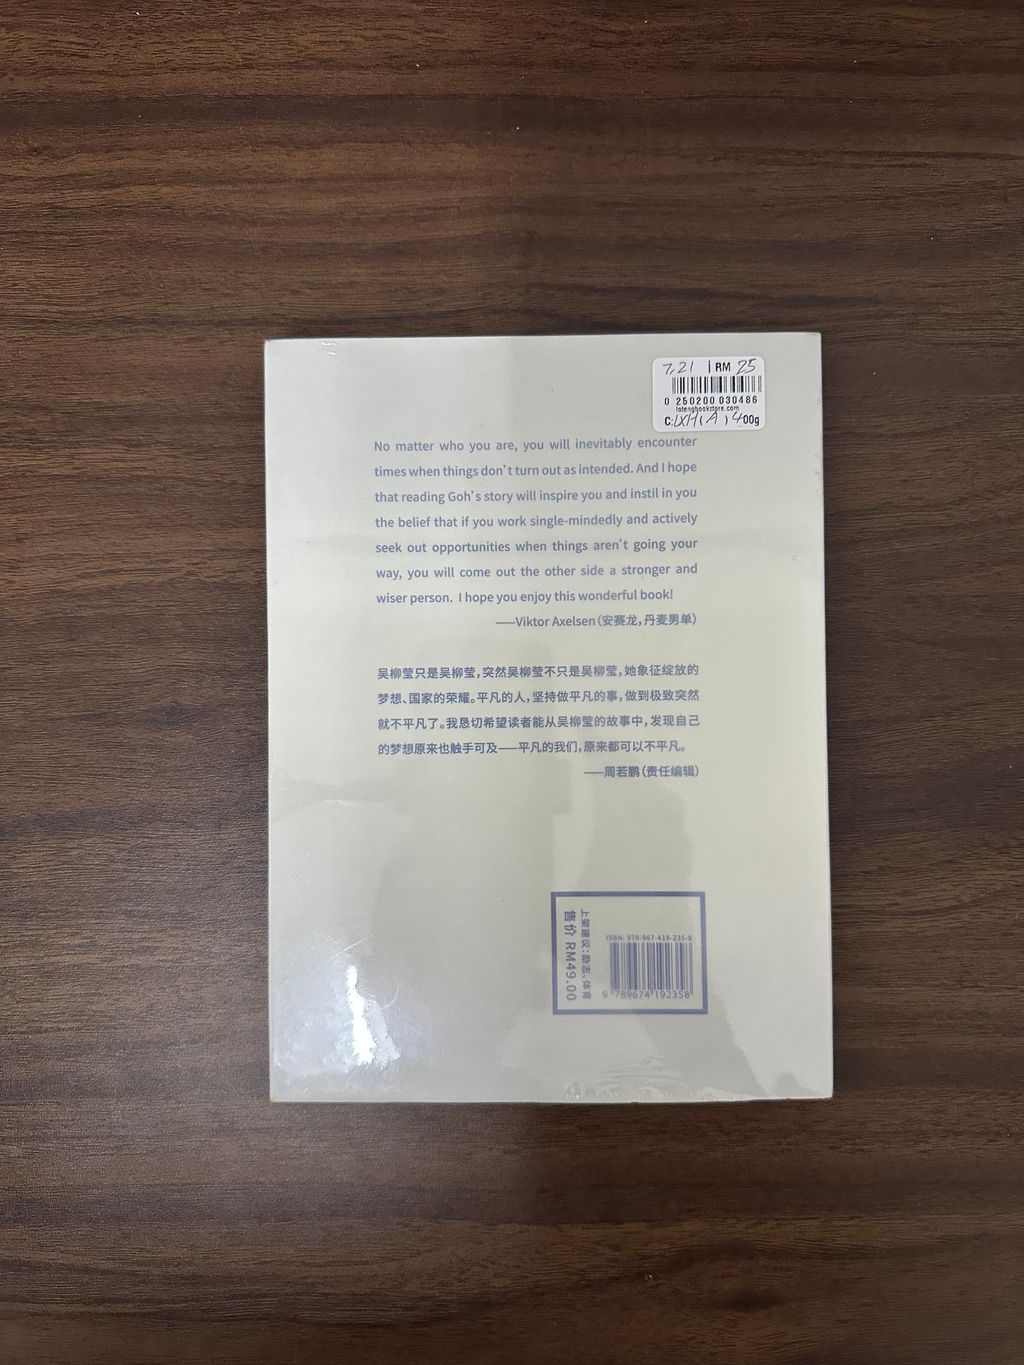 7.21 | RM 25
0 250200 030486
lotengbookstore.com
400g
No matter who you are, you will inevitably encounter
times when things don't turn out as intended. And I hope
that reading Goh's story will inspire you and instil in you
the belief that if you work single-mindedly and actively
seek out opportunities when things aren't going your
way, you will come out the other side a stronger and
wiser person. I hope you enjoy this wonderful book!
——Viktor Axelsen（安赛龙，丹麦男单）
吴柳莹只是吴柳莹，突然吴柳莹不只是吴柳莹，她象征绽放的
梦想、国家的荣耀。平凡的人，坚持做平凡的事，做到极致突然
就不平凡了。我恳切希望读者能从吴柳莹的故事中，发现自己
的梦想原来也触手可及——平凡的我们，原来都可以不平凡。
——周若鹏（责任编辑）
ISBN: 978-967-419-235-8
9 789674 192358
上架建议：励志、体育
售价 RM49.00